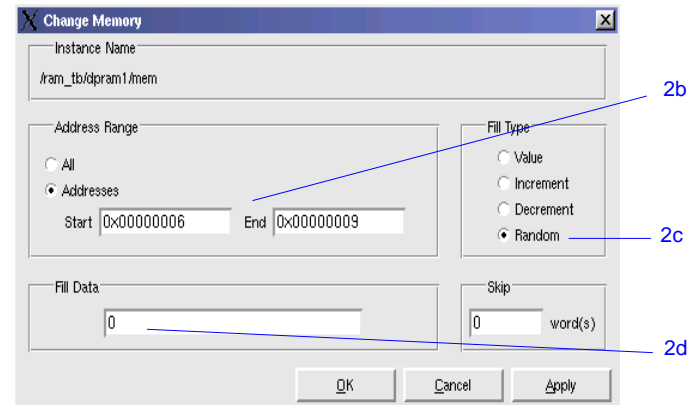 Change Memory
Instance Name
/ram_tb/dpram1/mem
2b
Address Range
All
Addresses
Start 0x00000006 End 0x00000009
Fill Type
Value
Increment
Decrement
Random
2c
Fill Data
0
Skip
0 word(s)
2d
OK Cancel Apply